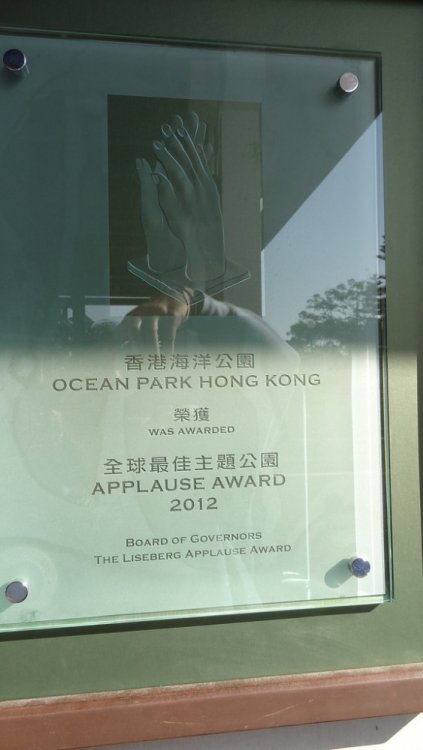 香港海洋公園
OCEAN PARK HONG KONG
榮獲
WAS AWARDED
全球最佳主題公園
APPLAUSE AWARD
2012
BOARD OF GOVERNORS
THE LISEBERG APPLAUSE AWARD